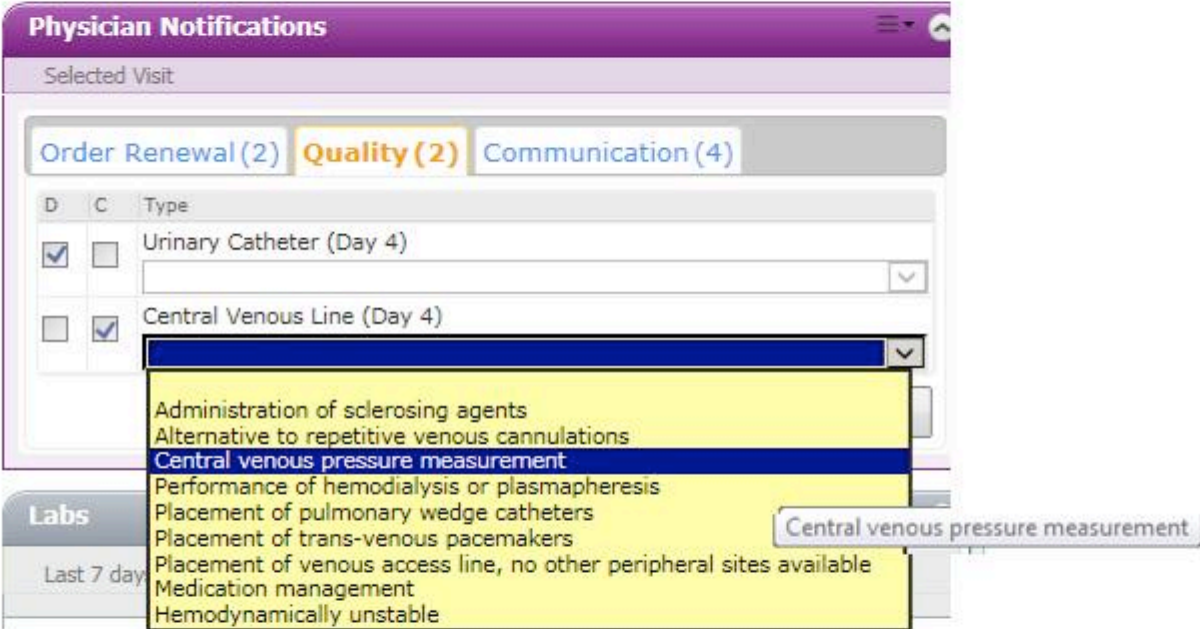 Physician Notifications
Selected Visit
Order Renewal (2) Quality (2) Communication (4)
D C Type
Urinary Catheter (Day 4)
Central Venous Line (Day 4)
Administration of sclerosing agents
Alternative to repetitive venous cannulations
Central venous pressure measurement
Performance of hemodialysis or plasmapheresis
Labs
Placement of pulmonary wedge catheters
Central venous pressure measurement
Placement of trans-venous pacemakers
Placement of venous access line, no other peripheral sites available
Last 7 day
Medication management
Hemodynamically unstable